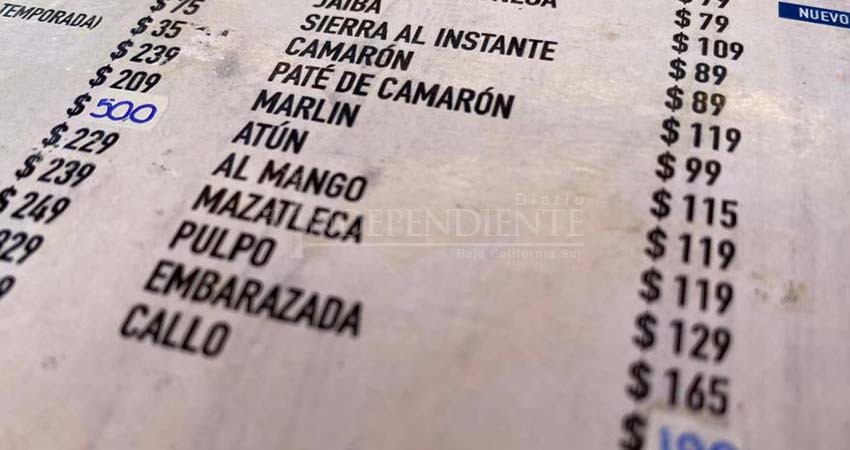 TEMPORADA)
$ 35
$ 239
$ 209
$ 500
$ 229
$ 239
$ 249
JAIBA
SIERRA AL INSTANTE
CAMARÓN
PATÉ DE CAMARÓN
MARLIN
ATÚN
AL MANGO
MAZATLECA
PULPO
EMBARAZADA
CALLO
$ 79
$ 109
$ 89
$ 89
$ 119
$ 99
$ 115
$ 119
$ 119
$ 129
$ 165
NUEVO
Diario
INDEPENDIENTE
Baja California Sur